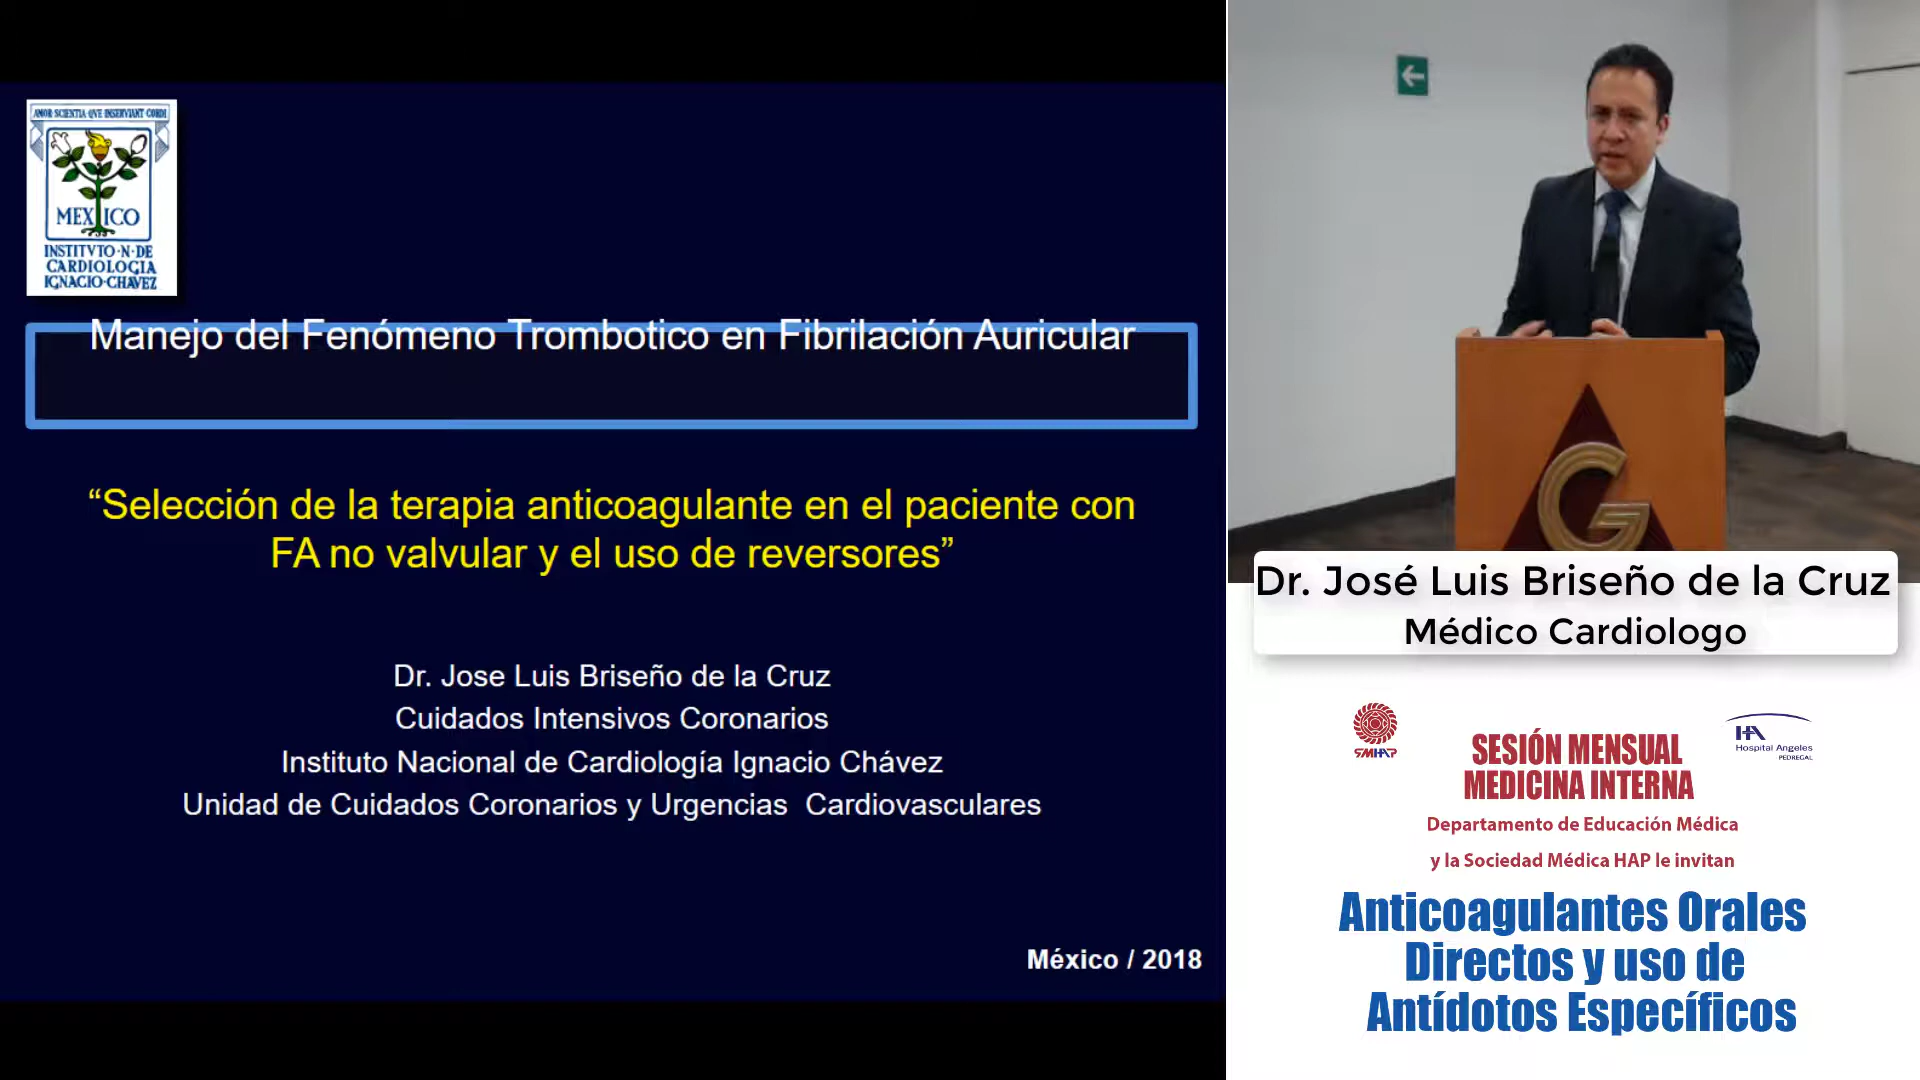 AMOR SCIENTIA QVE INSERVIANT CORDI
MEXICO
INSTITVTO·N·DE
CARDIOLOGIA
IGNACIO·CHAVEZ
Manejo del Fenómeno Trombotico en Fibrilación Auricular
“Selección de la terapia anticoagulante en el paciente con
FA no valvular y el uso de reversores”
Dr. Jose Luis Briseño de la Cruz
Cuidados Intensivos Coronarios
Instituto Nacional de Cardiología Ignacio Chávez
Unidad de Cuidados Coronarios y Urgencias Cardiovasculares
México / 2018
G
Dr. José Luis Briseño de la Cruz
Médico Cardiologo
SMHAP
HA
Hospital Angeles
PEDREGAL
SESIÓN MENSUAL
MEDICINA INTERNA
Departamento de Educación Médica
y la Sociedad Médica HAP le invitan
Anticoagulantes Orales
Directos y uso de
Antídotos Específicos